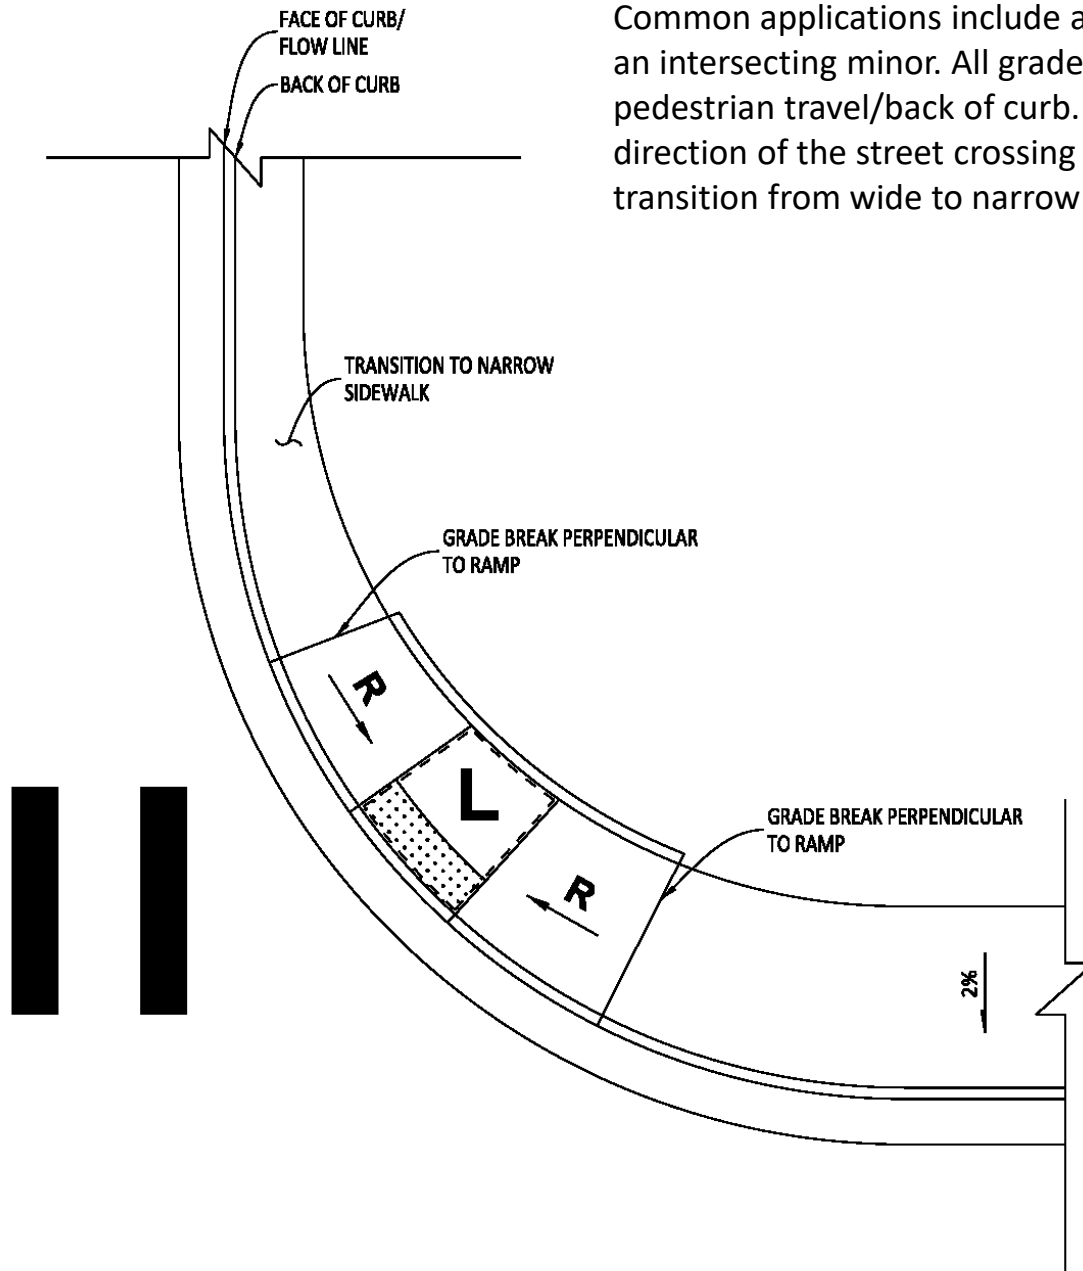 FACE OF CURB/
FLOW LINE
BACK OF CURB
Common applications include a
an intersecting minor. All grade
pedestrian travel/back of curb.
direction of the street crossing
transition from wide to narrow
TRANSITION TO NARROW
SIDEWALK
GRADE BREAK PERPENDICULAR
TO RAMP
R
L
GRADE BREAK PERPENDICULAR
TO RAMP
R
2%